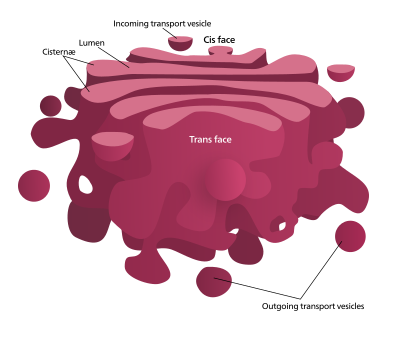 Incoming transport vesicle
Cis face
Lumen
Cisternæ
Trans face
Outgoing transport vesicles